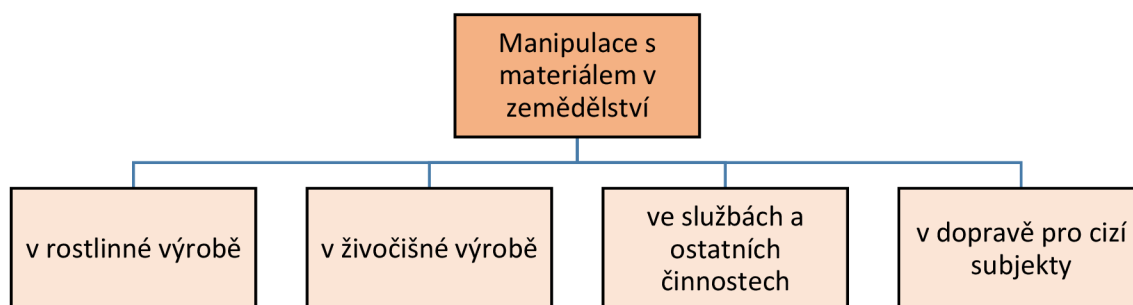 Manipulace s
materiálem v
zemědělství
v rostlinné výrobě
v živočišné výrobě
ve službách a
ostatních
činnostech
v dopravě pro cizí
subjekty